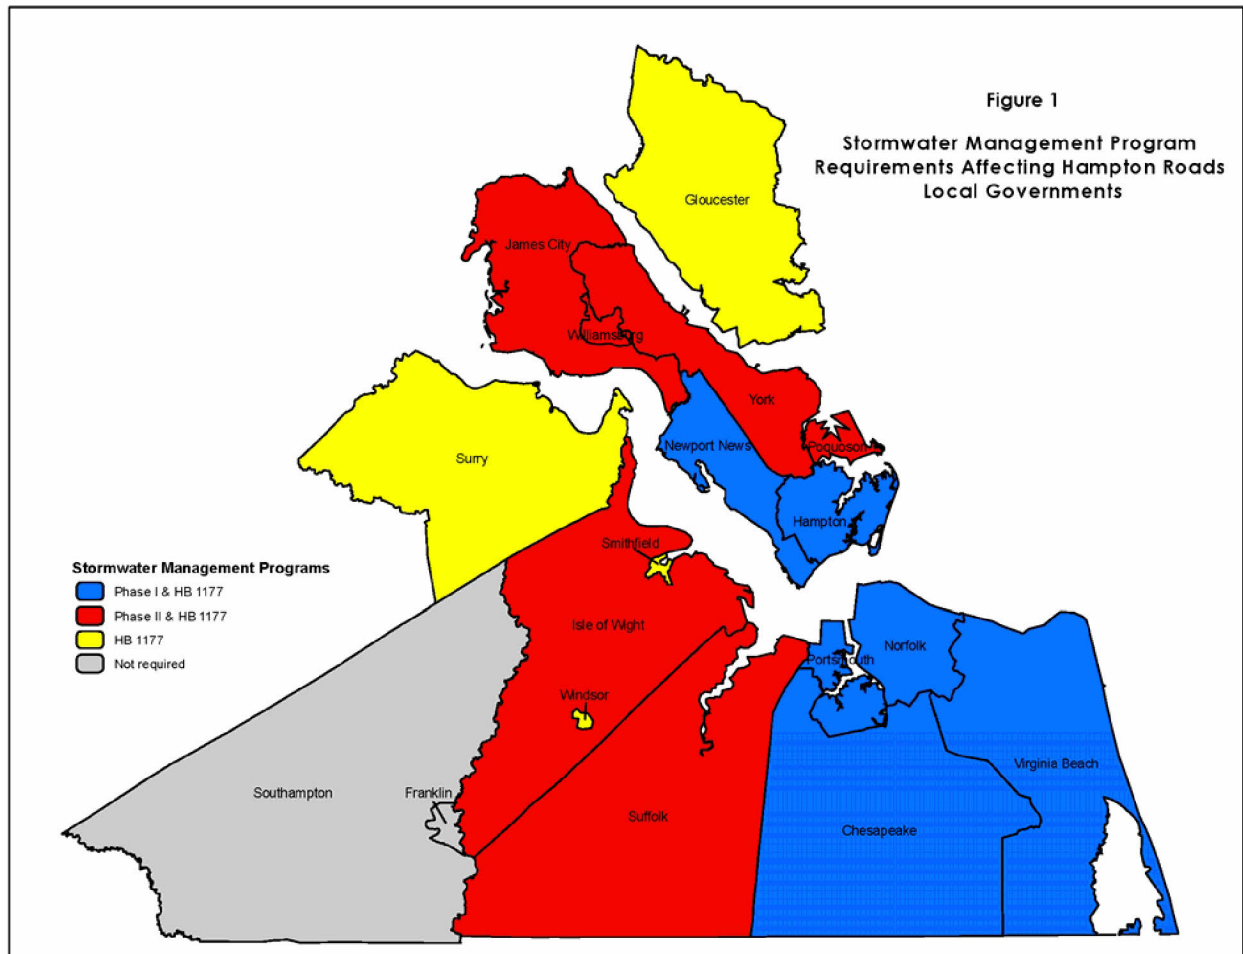 Figure 1
Stormwater Management Program
Requirements Affecting Hampton Roads
Local Governments
Gloucester
James City
Williamsburg
York
Poquoson
Newport News
Surry
Hampton
Smithfield
Stormwater Management Programs
Phase I & HB 1177
Phase II & HB 1177
HB 1177
Not required
Isle of Wight
Norfolk
Portsmouth
Windsor
Virginia Beach
Southampton
Franklin
Suffolk
Chesapeake